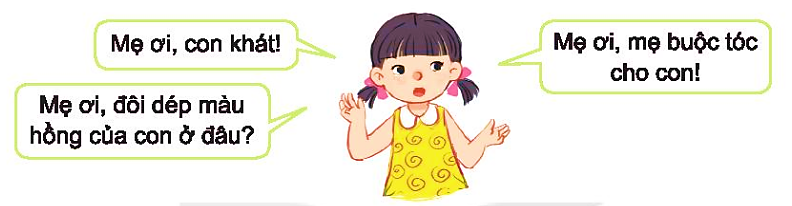 Mẹ ơi, con khát!
Mẹ ơi, đôi dép màu
hồng của con ở đâu?
Mẹ ơi, mẹ buộc tóc
cho con!